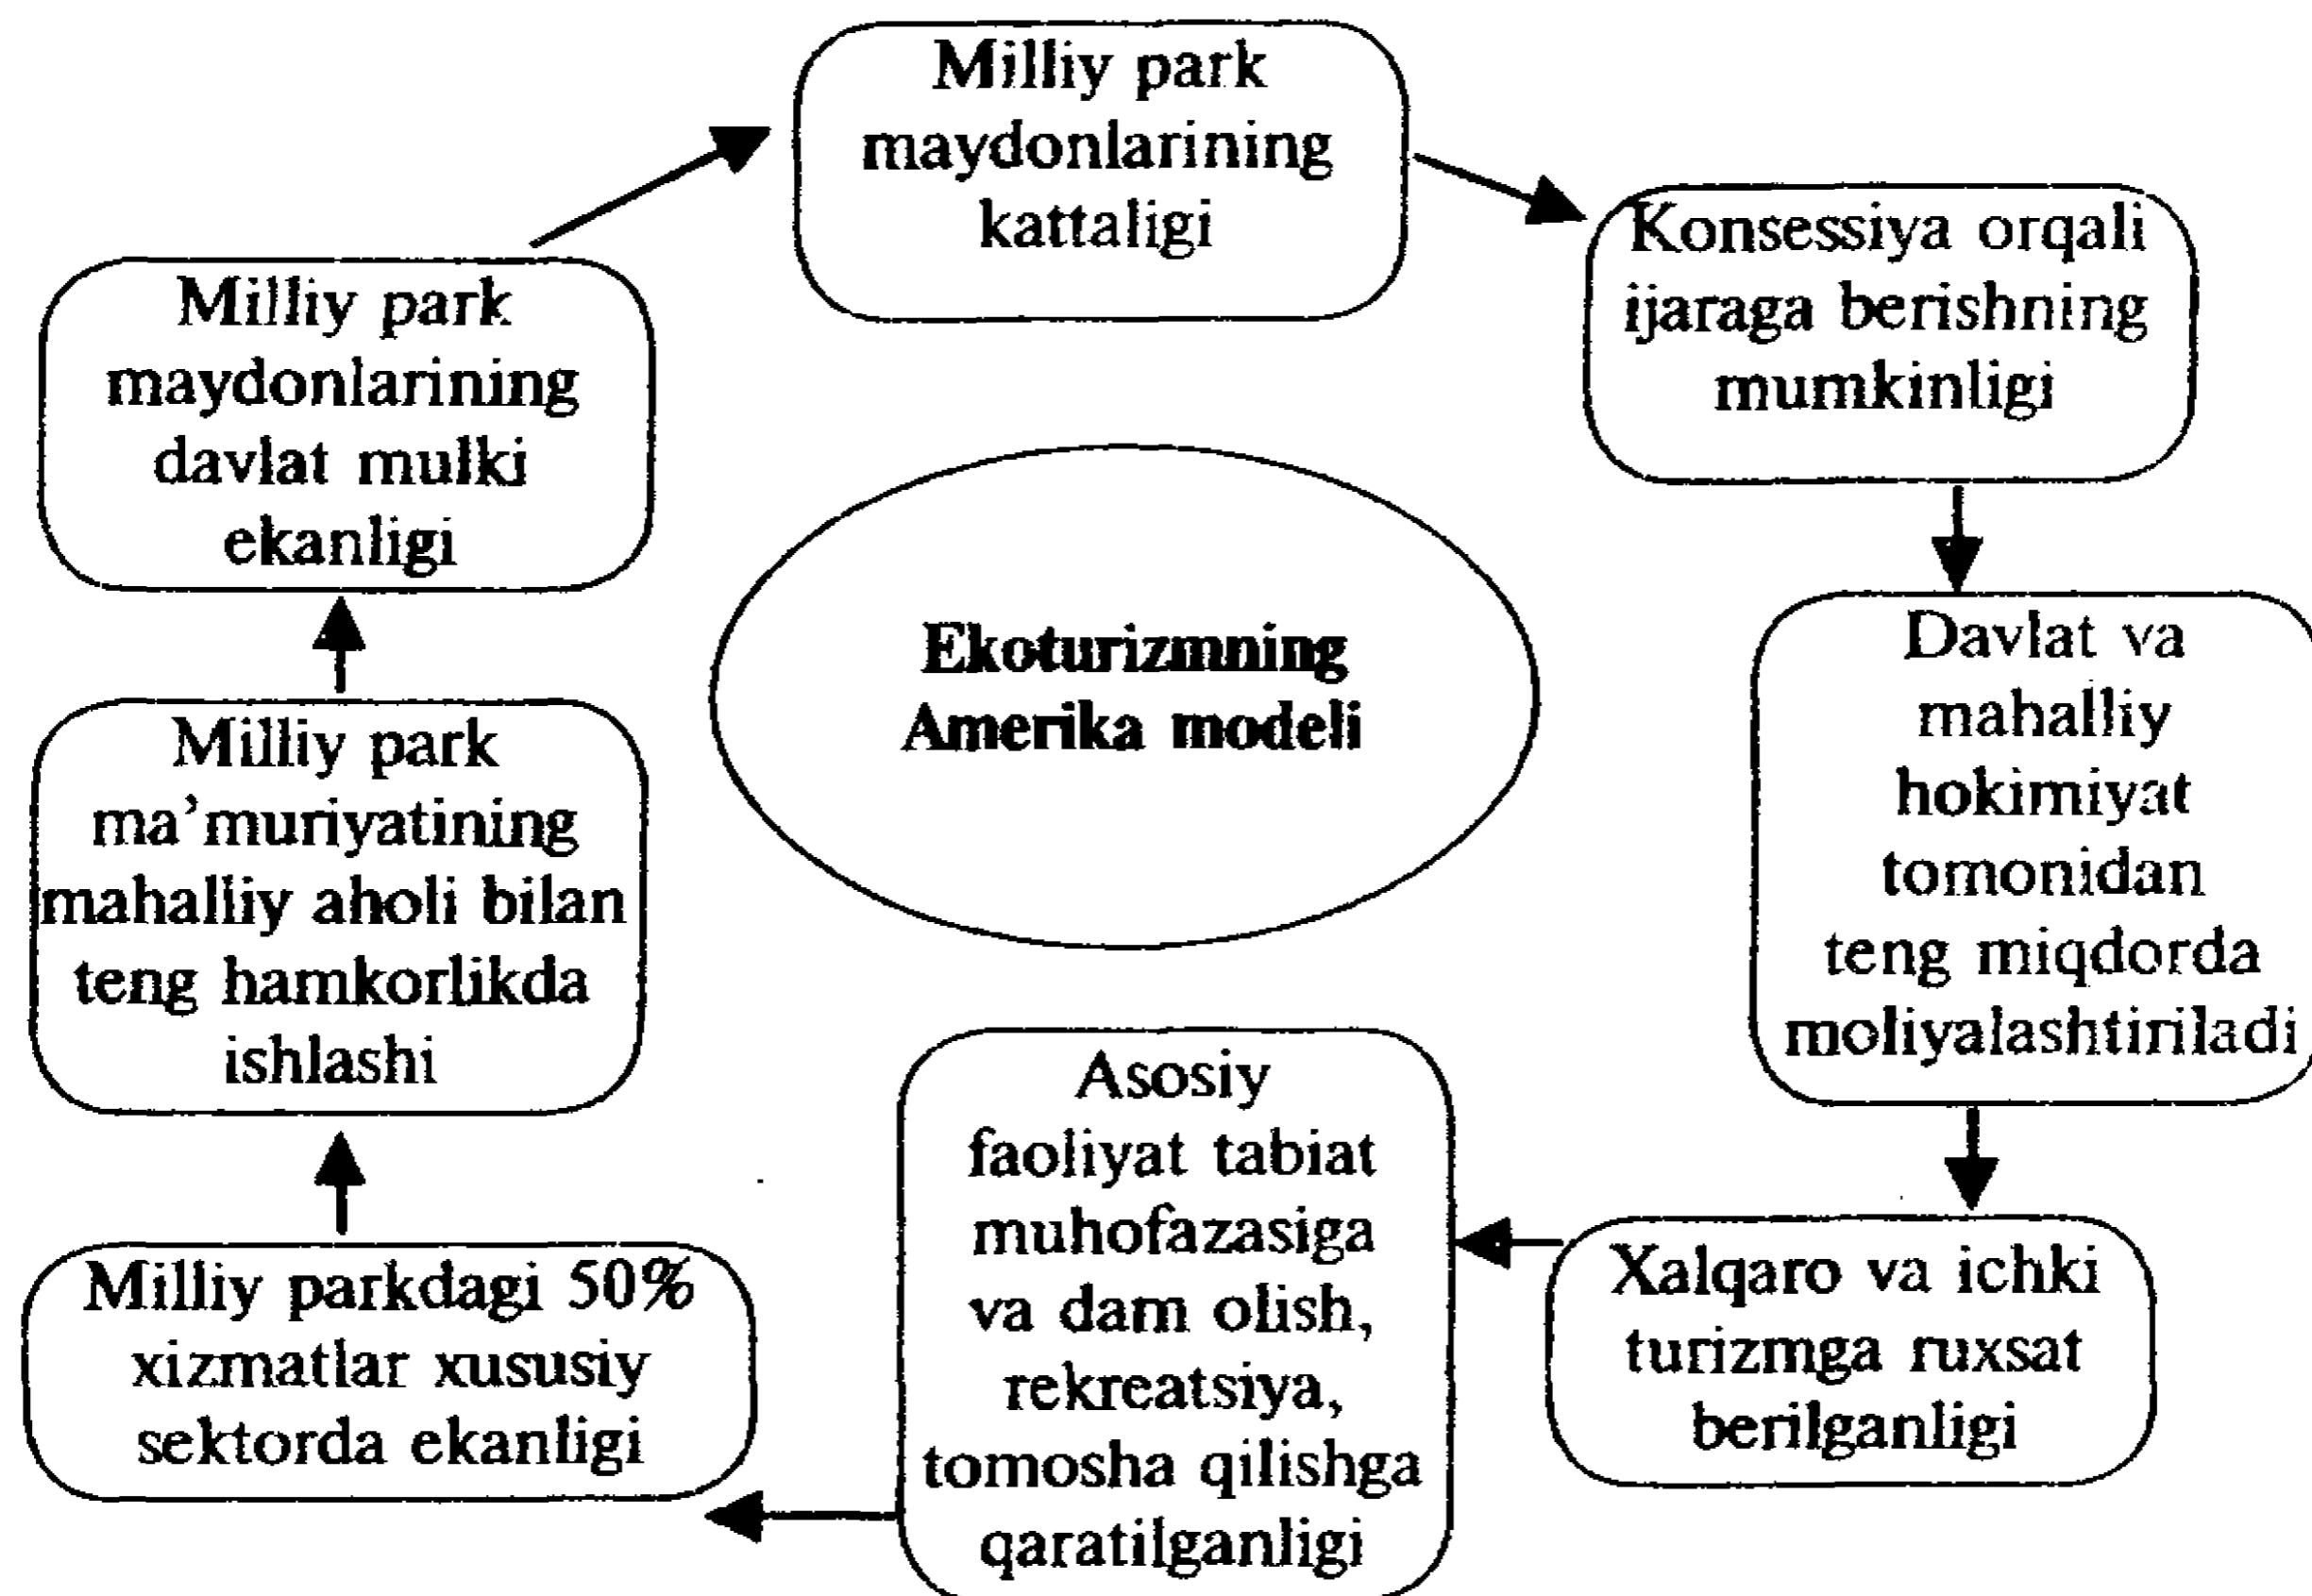 Milliy park
maydonlarining
kattaligi
Konsessiya orqali
ijaraga berishning
mumkinligi
Davlat va
mahalliy
hokimiyat
tomonidan
teng miqdorda
moliyalashtiriladi
Xalqaro va ichki
turizmga ruxsat
berilganligi
Asosiy
faoliyat tabiat
muhofazasiga
va dam olish,
rekreatsiya,
tomosha qilishga
qaratilganligi
Milliy parkdagi 50%
xizmatlar xususiy
sektorda ekanligi
Milliy park
ma’muriyatining
mahalliy aholi bilan
teng hamkorlikda
ishlashi
Milliy park
maydonlarining
davlat mulki
ekanligi
Ekoturizmning
Amerika modeli